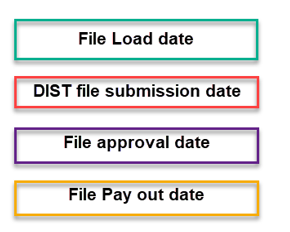 File Load date
DIST file submission date
File approval date
File Pay out date